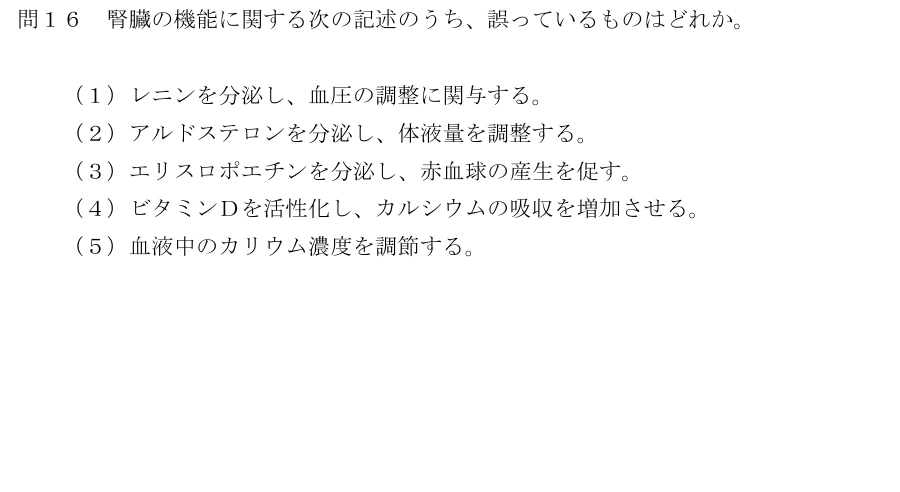 問１６　腎臓の機能に関する次の記述のうち、誤っているものはどれか。
（１）レニンを分泌し、血圧の調整に関与する。
（２）アルドステロンを分泌し、体液量を調整する。
（３）エリスロポエチンを分泌し、赤血球の産生を促す。
（４）ビタミンＤを活性化し、カルシウムの吸収を増加させる。
（５）血液中のカリウム濃度を調節する。